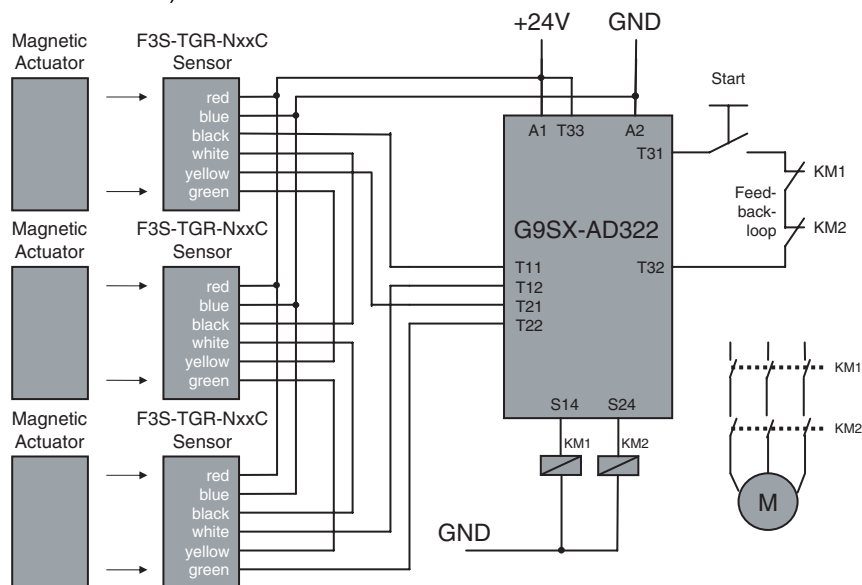 +24V GND
Magnetic Actuator
F3S-TGR-NxxC Sensor
red
blue
black
white
yellow
green
Magnetic Actuator
F3S-TGR-NxxC Sensor
red
blue
black
white
yellow
green
Magnetic Actuator
F3S-TGR-NxxC Sensor
red
blue
black
white
yellow
green
A1 T33 A2
T31
G9SX-AD322
T11
T12
T21
T22
T32
S14 S24
KM1 KM2
GND
Start
KM1
Feed-
back-
loop
KM2
KM1
KM2
M